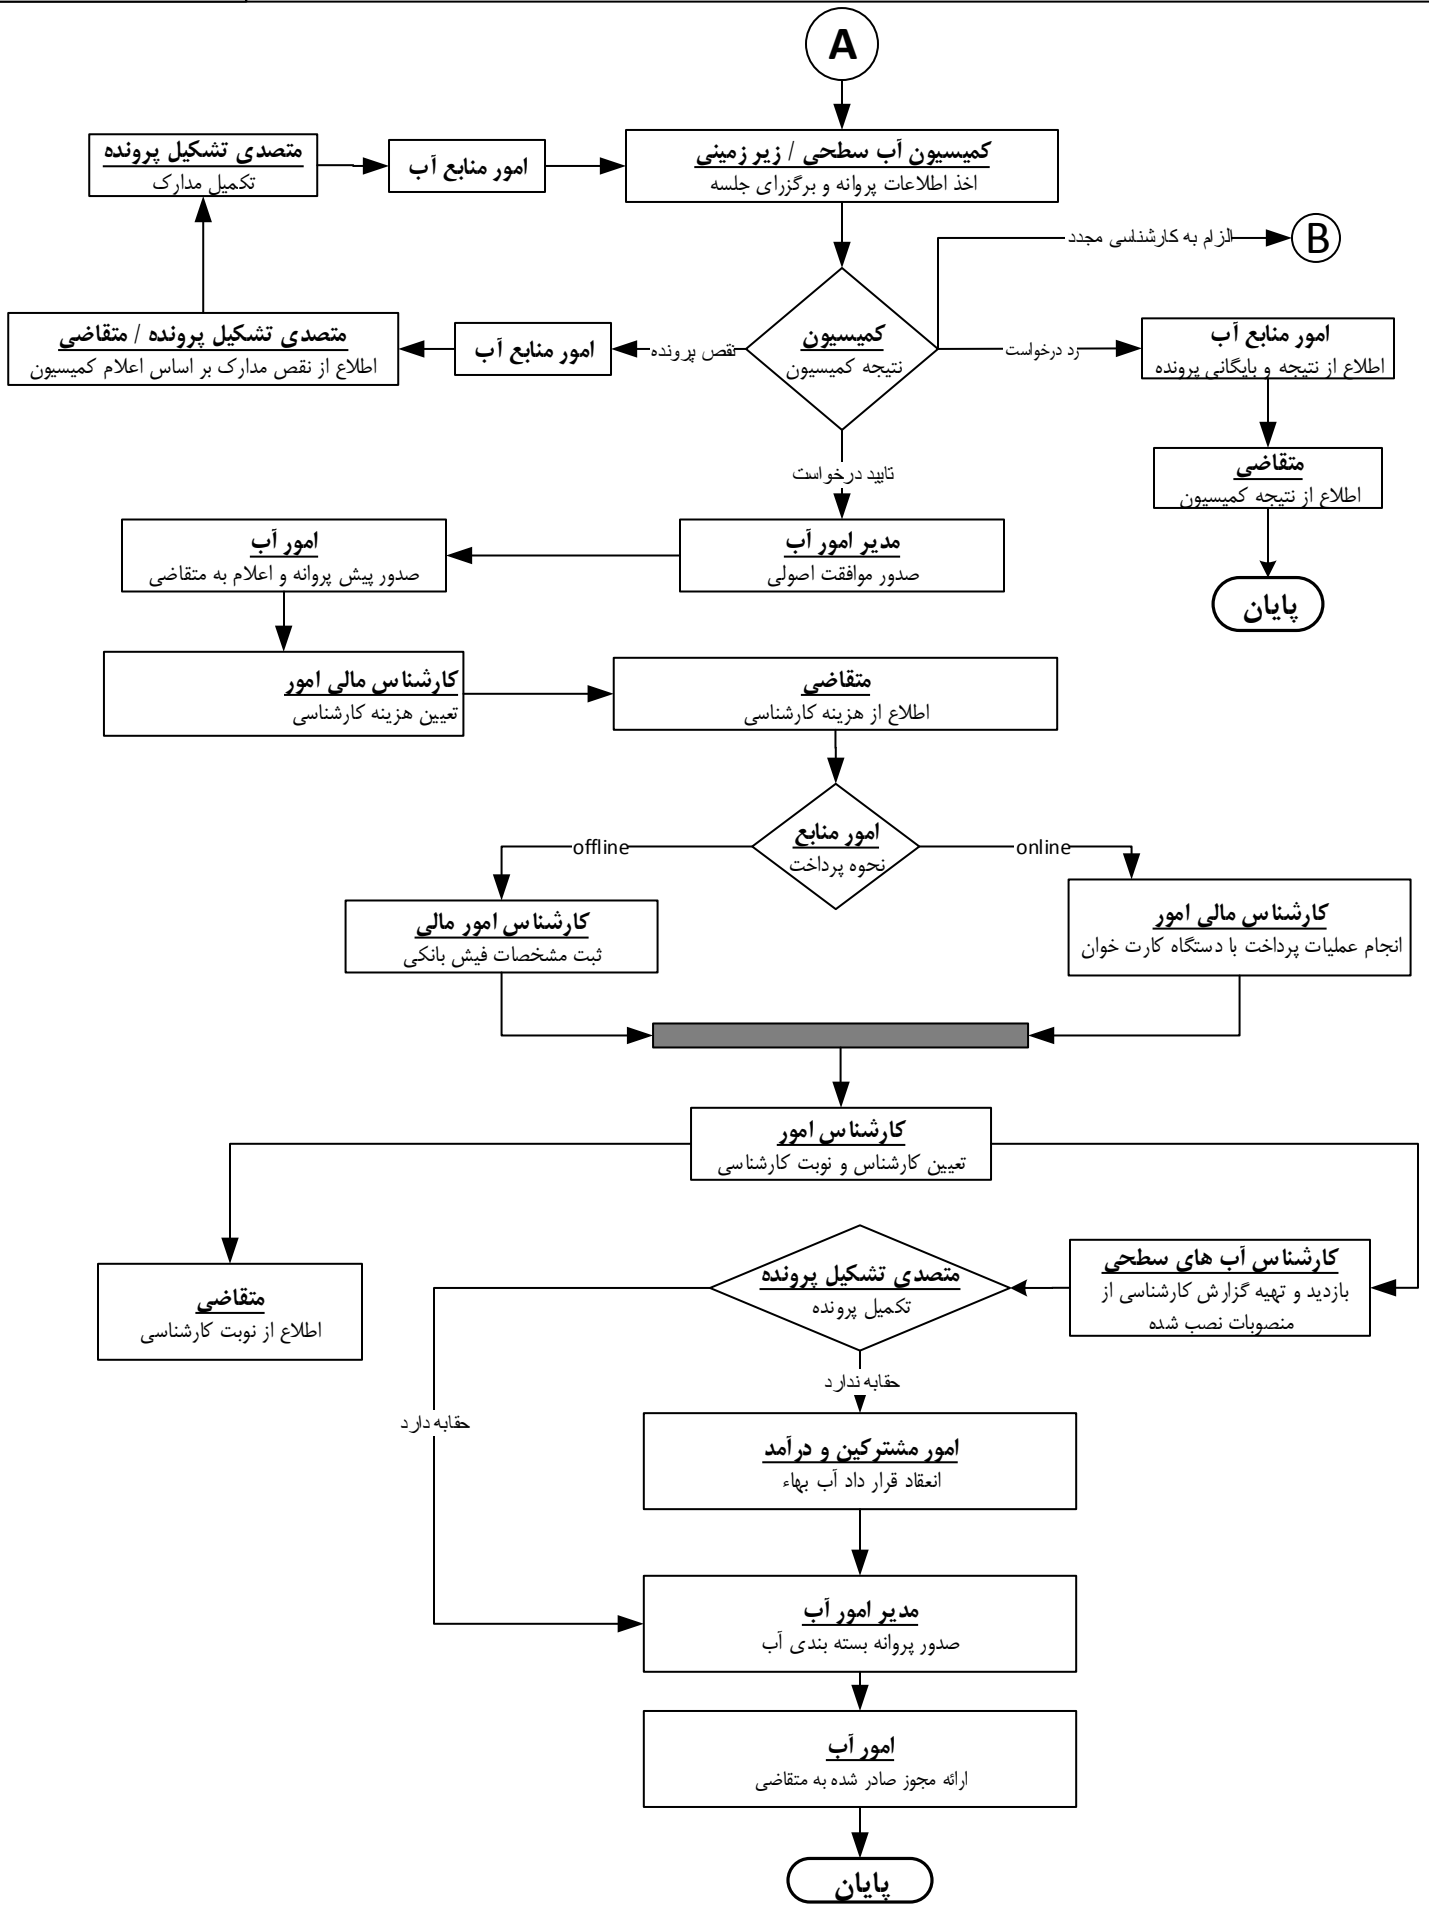 A
کمیسیون آب سطحی / زیر زمینی
اخذ اطلاعات پروانه و برگزرای جلسه
امور منابع آب
متصدی تشکیل پرونده
تکمیل مدارک
الزام به کارشناسی مجدد
B
کمیسیون
نتیجه کمیسیون
رد درخواست
امور منابع آب
اطلاع از نتیجه و بایگانی پرونده
نقص پرونده
امور منابع آب
متصدی تشکیل پرونده / متقاضی
اطلاع از نقص مدارک بر اساس اعلام کمیسیون
متقاضی
اطلاع از نتیجه کمیسیون
پایان
تایید درخواست
مدیر امور آب
صدور موافقت اصولی
امور آب
صدور پیش پروانه و اعلام به متقاضی
کارشناس مالی امور
تعیین هزینه کارشناسی
متقاضی
اطلاع از هزینه کارشناسی
امور منابع
نحوه پرداخت
online
offline
کارشناس مالی امور
انجام عملیات پرداخت با دستگاه کارت خوان
کارشناس امور مالی
ثبت مشخصات فیش بانکی
کارشناس امور
تعیین کارشناس و نوبت کارشناسی
کارشناس آب های سطحی
بازدید و تهیه گزارش کارشناسی از
منصوبات نصب شده
متصدی تشکیل پرونده
تکمیل پرونده
متقاضی
اطلاع از نوبت کارشناسی
حقابه ندارد
حقابه دارد
امور مشترکین و درآمد
انعقاد قرار داد آب بهاء
مدیر امور آب
صدور پروانه بسته بندی آب
امور آب
ارائه مجوز صادر شده به متقاضی
پایان